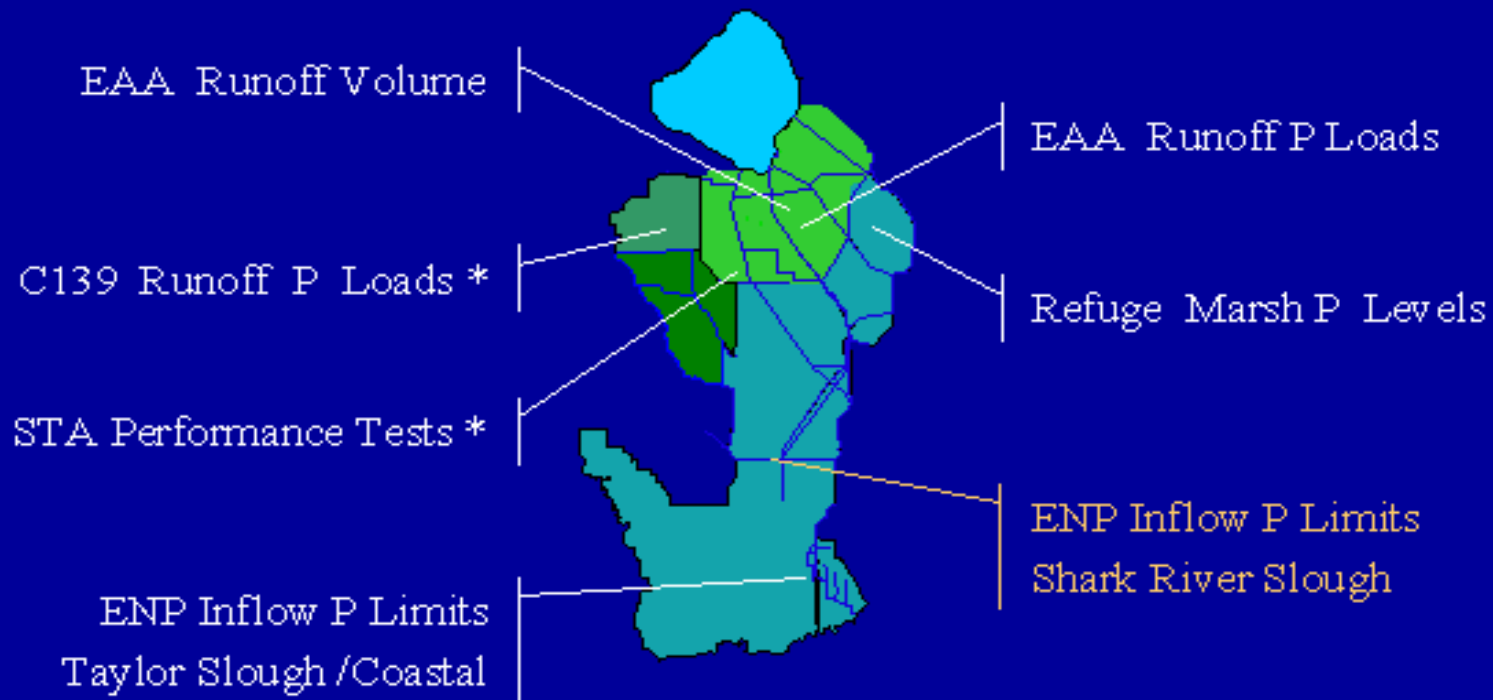 EAA Runoff Volume
EAA Runoff P Loads
C139 Runoff P Loads *
Refuge Marsh P Levels
STA Performance Tests *
ENP Inflow P Limits
Shark River Slough
ENP Inflow P Limits
Taylor Slough /Coastal